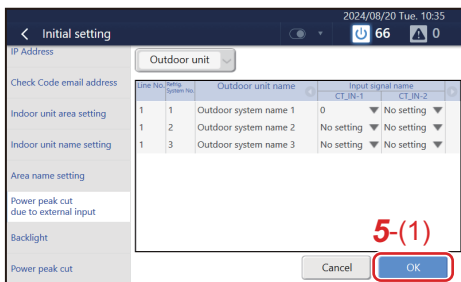 2024/08/20 Tue. 10:35
Initial setting
66
0
IP Address
Check Code email address
Indoor unit area setting
Indoor unit name setting
Area name setting
Power peak cut
due to external input
Backlight
Power peak cut
Outdoor unit
Line No. Refrig. System No. Outdoor unit name Input signal name
CT_IN-1 CT_IN-2
1 1 Outdoor system name 1 0 No setting
1 2 Outdoor system name 2 No setting No setting
1 3 Outdoor system name 3 No setting No setting
5-(1)
Cancel OK